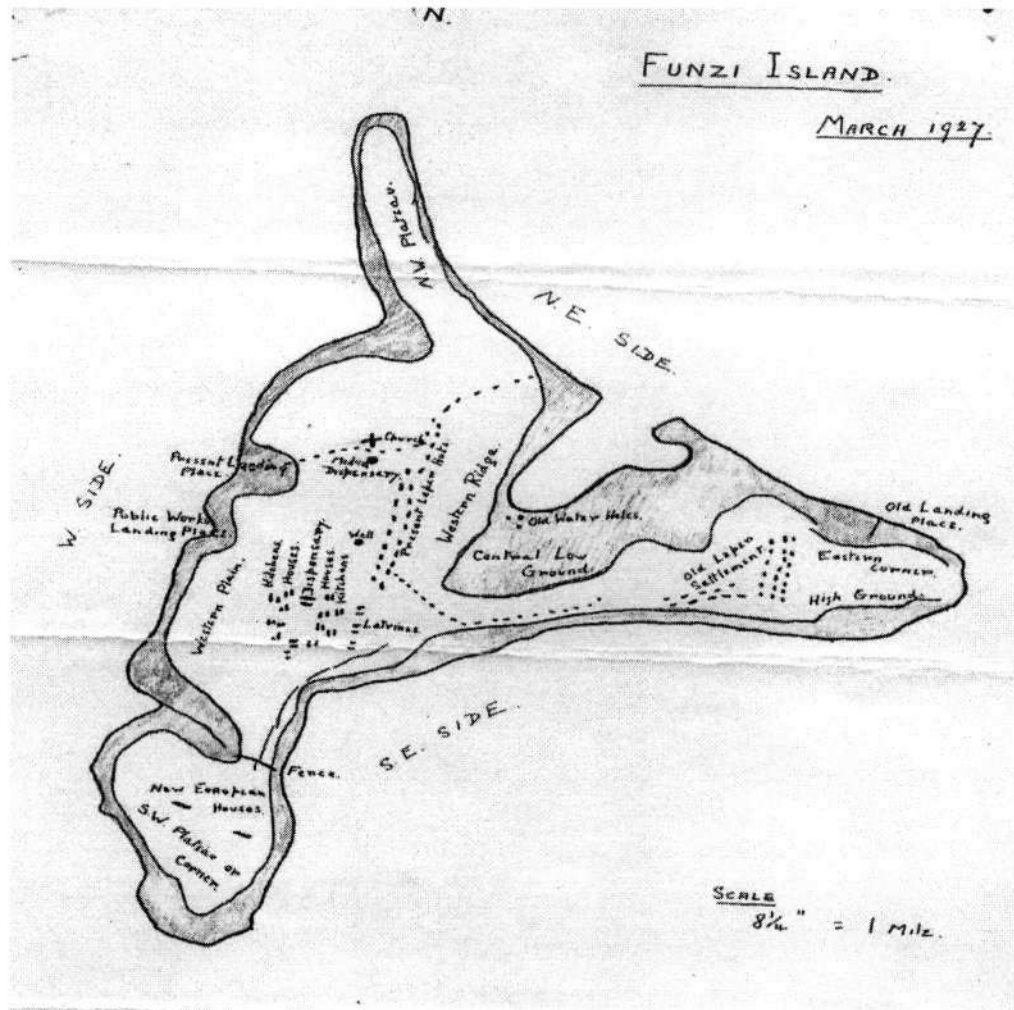 N.
FUNZI ISLAND.
MARCH 1927.
NW Plateau.
N.E. SIDE.
W. SIDE.
Present Landing
Place.
Church
Dispensary
Public Works
Landing Place
Present Leper Huts
Western Ridge
Old Water Holes.
Central Low
Ground.
Well
Kitchens
Houses.
Dispensary.
Houses.
Kitchens
Latrines
Western Plain.
Old Leper
Settlement.
Old Landing
Place.
Eastern
Corner.
High Ground.
S.E. SIDE.
Fence.
New European
Houses.
S.W. Plateau or
Corner.
SCALE
8¼" = 1 Mile.